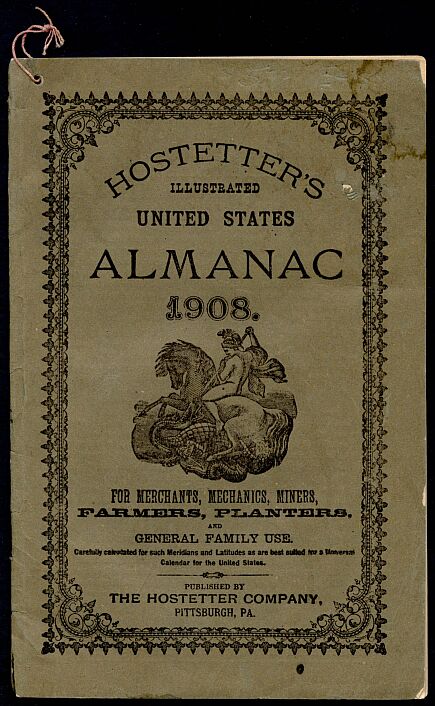 HOSTETTER'S
ILLUSTRATED
UNITED STATES
ALMANAC
1908.
FOR MERCHANTS, MECHANICS, MINERS,
FARMERS, PLANTERS,
AND
GENERAL FAMILY USE.
Carefully calculated for such Meridians and Latitudes as are best suited for a Universal
Calendar for the United States.
PUBLISHED BY
THE HOSTETTER COMPANY,
PITTSBURGH, PA.